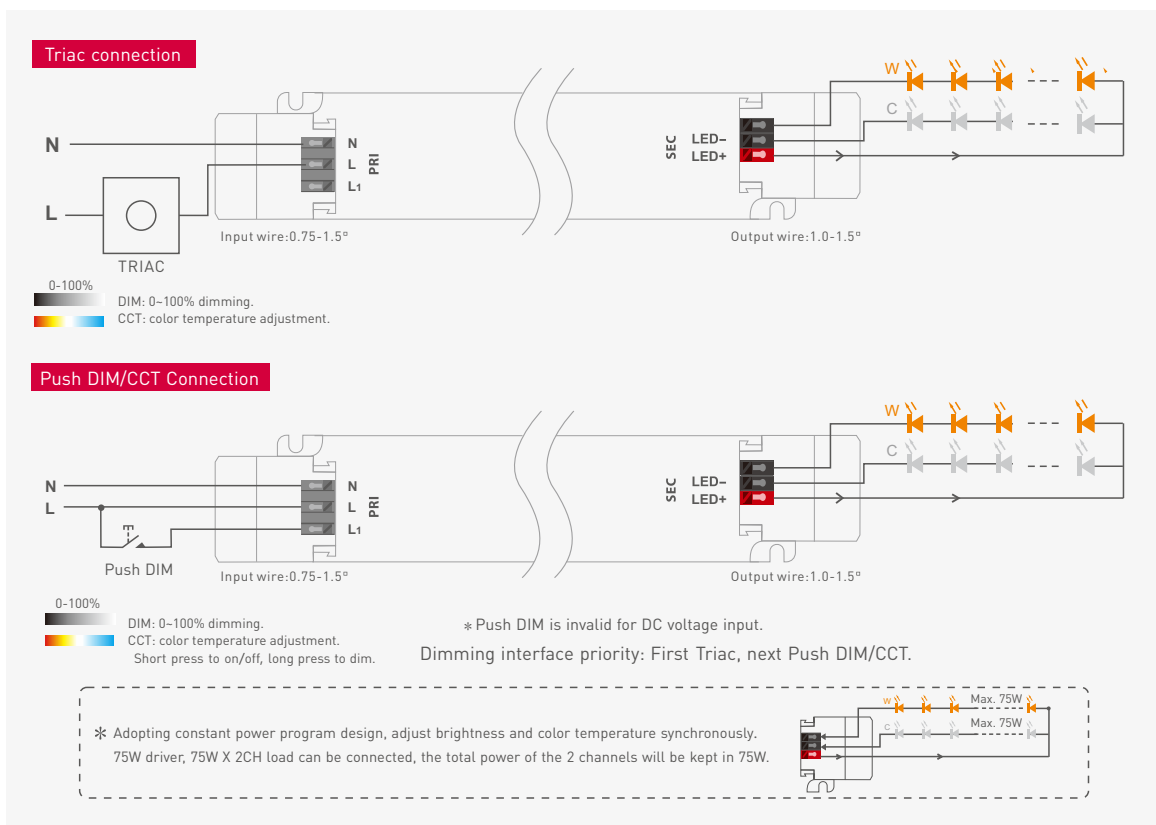 Triac connection
W
C
N
N
L
L1
PRI
L
TRIAC
SEC
LED–
LED+
Input wire:0.75-1.5¤
Output wire:1.0-1.5¤
0-100%
DIM: 0~100% dimming.
CCT: color temperature adjustment.
Push DIM/CCT Connection
W
C
N
L
N
L
L1
PRI
Push DIM
SEC
LED–
LED+
Input wire:0.75-1.5¤
Output wire:1.0-1.5¤
0-100%
DIM: 0~100% dimming.
CCT: color temperature adjustment.
Short press to on/off, long press to dim.
* Push DIM is invalid for DC voltage input.
Dimming interface priority: First Triac, next Push DIM/CCT.
* Adopting constant power program design, adjust brightness and color temperature synchronously.
75W driver, 75W X 2CH load can be connected, the total power of the 2 channels will be kept in 75W.
W
Max. 75W
C
Max. 75W